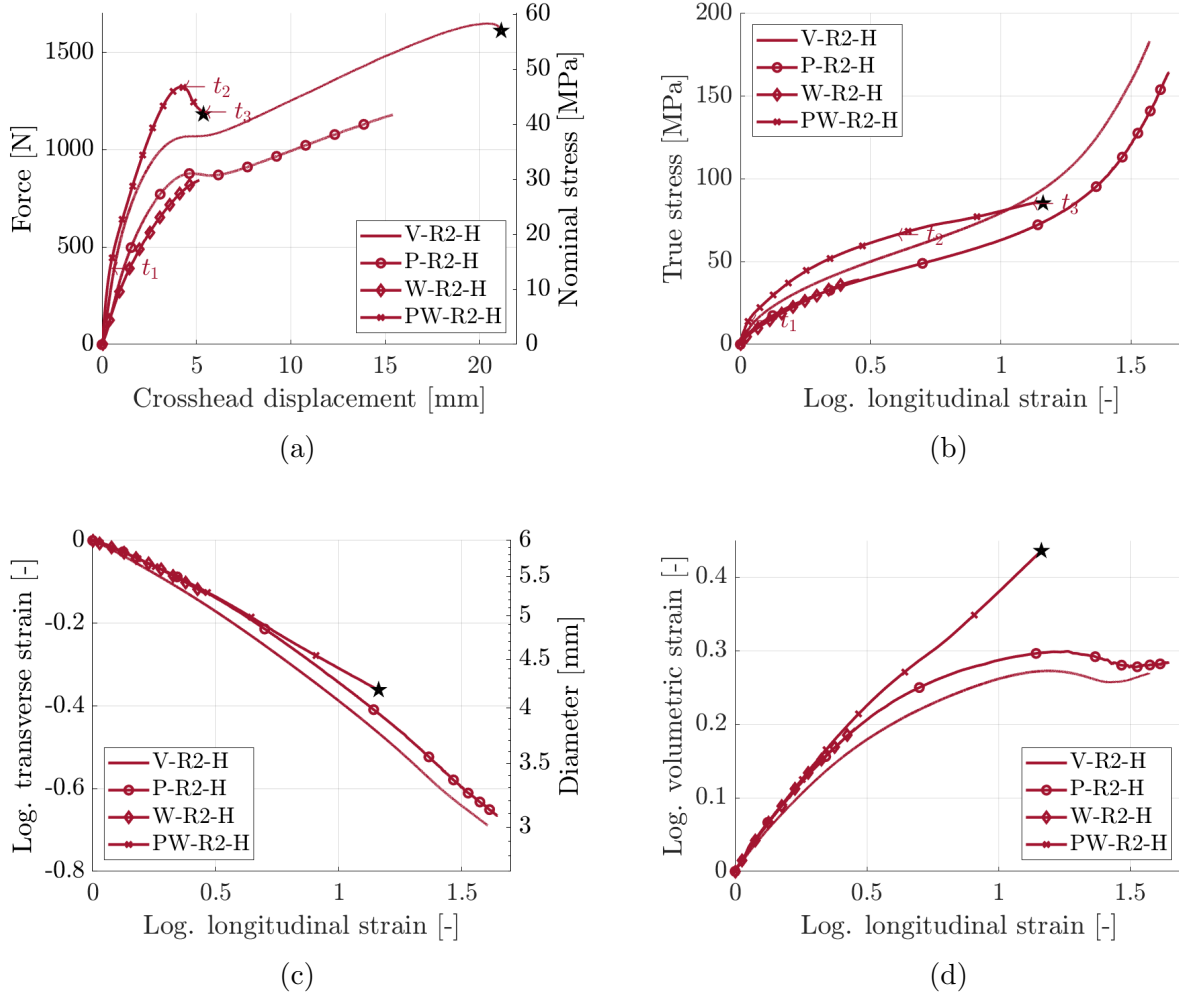 1500
1000
500
0
Force [N]
60
50
40
30
20
10
0
Nominal stress [MPa]
t2
t3
t1
V-R2-H
P-R2-H
W-R2-H
PW-R2-H
0 5 10 15 20
Crosshead displacement [mm]
(a)
200
150
100
50
0
True stress [MPa]
V-R2-H
P-R2-H
W-R2-H
PW-R2-H
t3
t2
t1
0 0.5 1 1.5
Log. longitudinal strain [-]
(b)
0
-0.2
-0.4
-0.6
-0.8
Log. transverse strain [-]
6
5.5
5
4.5
4
3.5
3
Diameter [mm]
V-R2-H
P-R2-H
W-R2-H
PW-R2-H
0 0.5 1 1.5
Log. longitudinal strain [-]
(c)
0.4
0.3
0.2
0.1
0
Log. volumetric strain [-]
V-R2-H
P-R2-H
W-R2-H
PW-R2-H
0 0.5 1 1.5
Log. longitudinal strain [-]
(d)